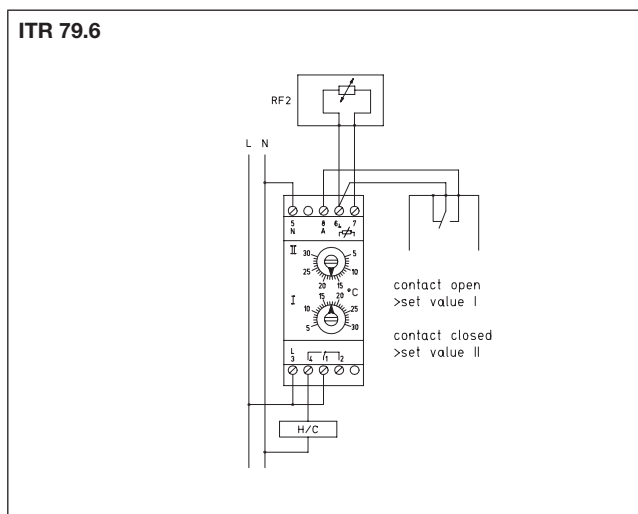 ITR 79.6
RF2
L N
5 8 6 7
N A
II 30 5
25 10
20 15
°C
15 20
I 10 25
5 30
L
3 4 1 2
H/C
contact open
>set value I
contact closed
>set value II